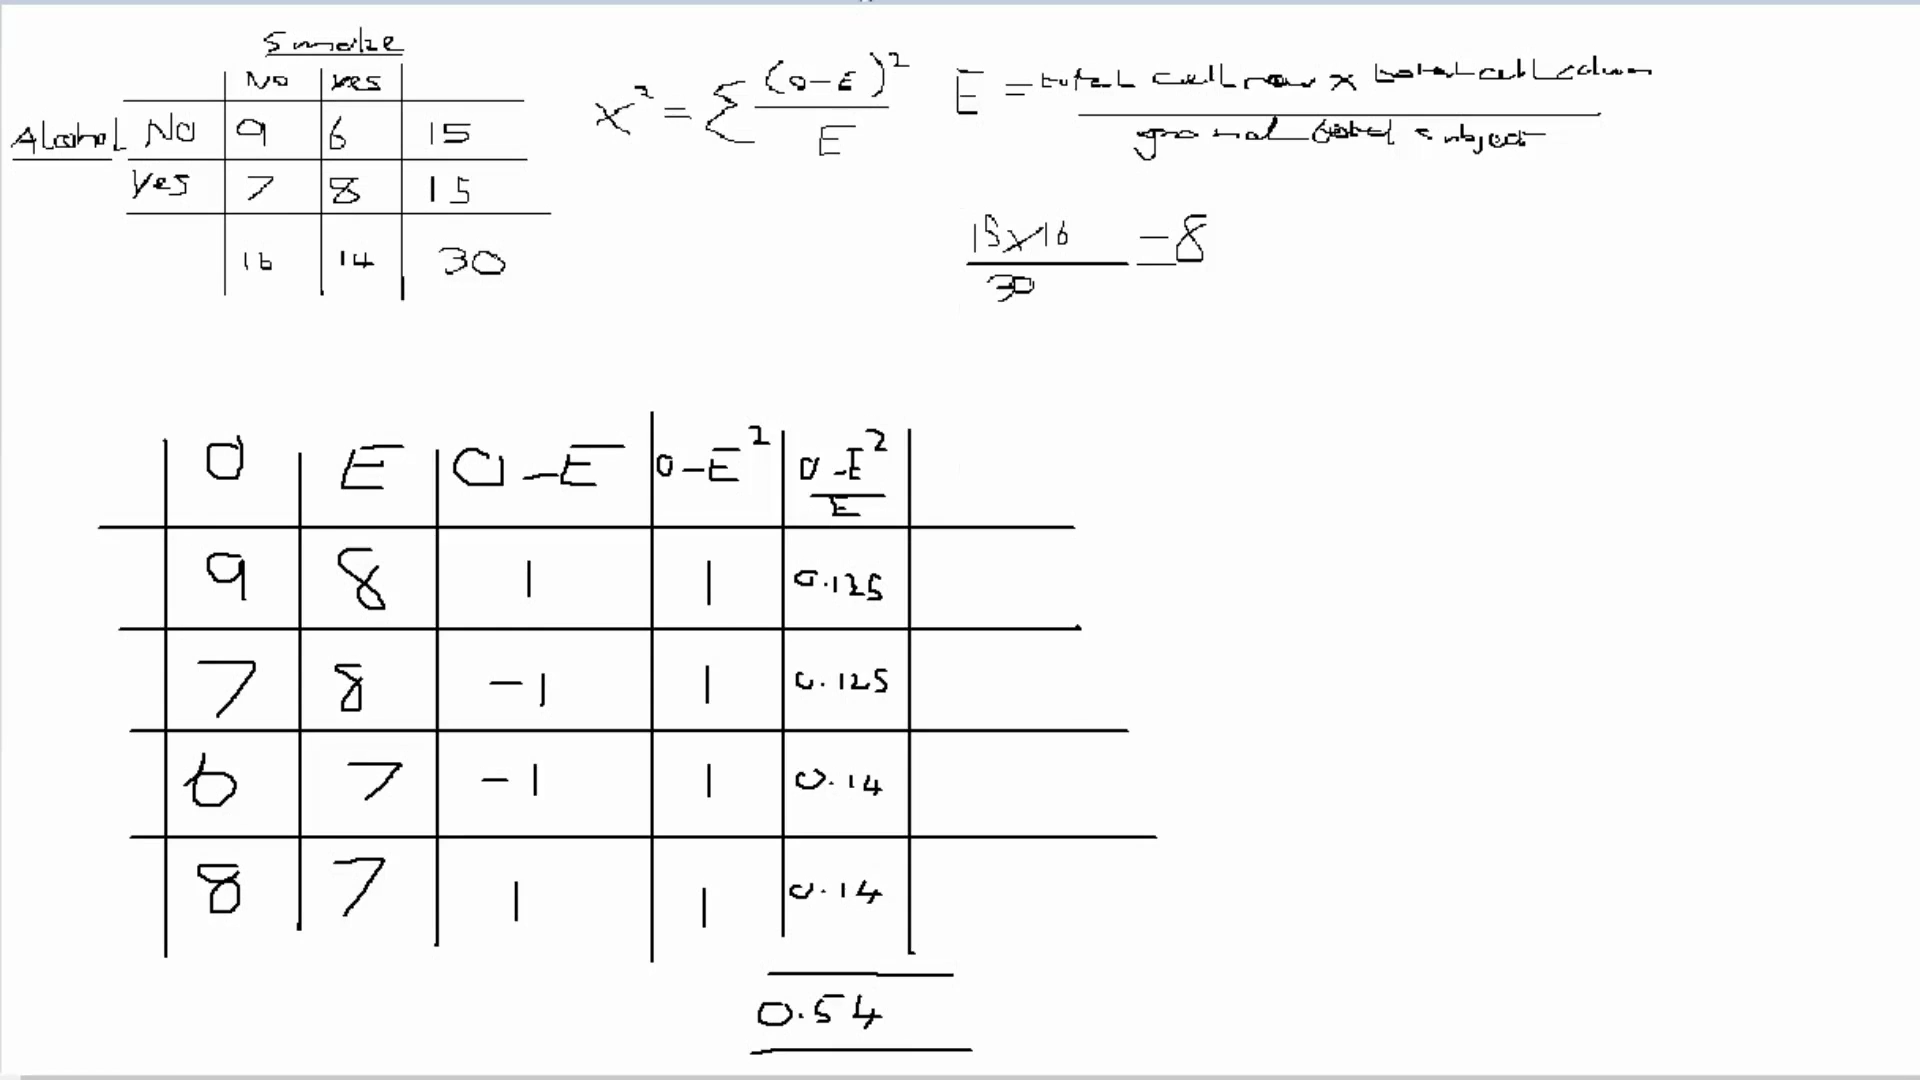 Smoke
No yes
Alohol No 9 6 15
Yes 7 8 15
16 14 30
X² = Σ (O-E)² / E
E = total cell row x total cell colum / grand total subject
15x16 / 30 = 8
O E O-E O-E² O-E² / E
9 8 1 1 0.125
7 8 -1 1 0.125
6 7 -1 1 0.14
8 7 1 1 0.14
0.54